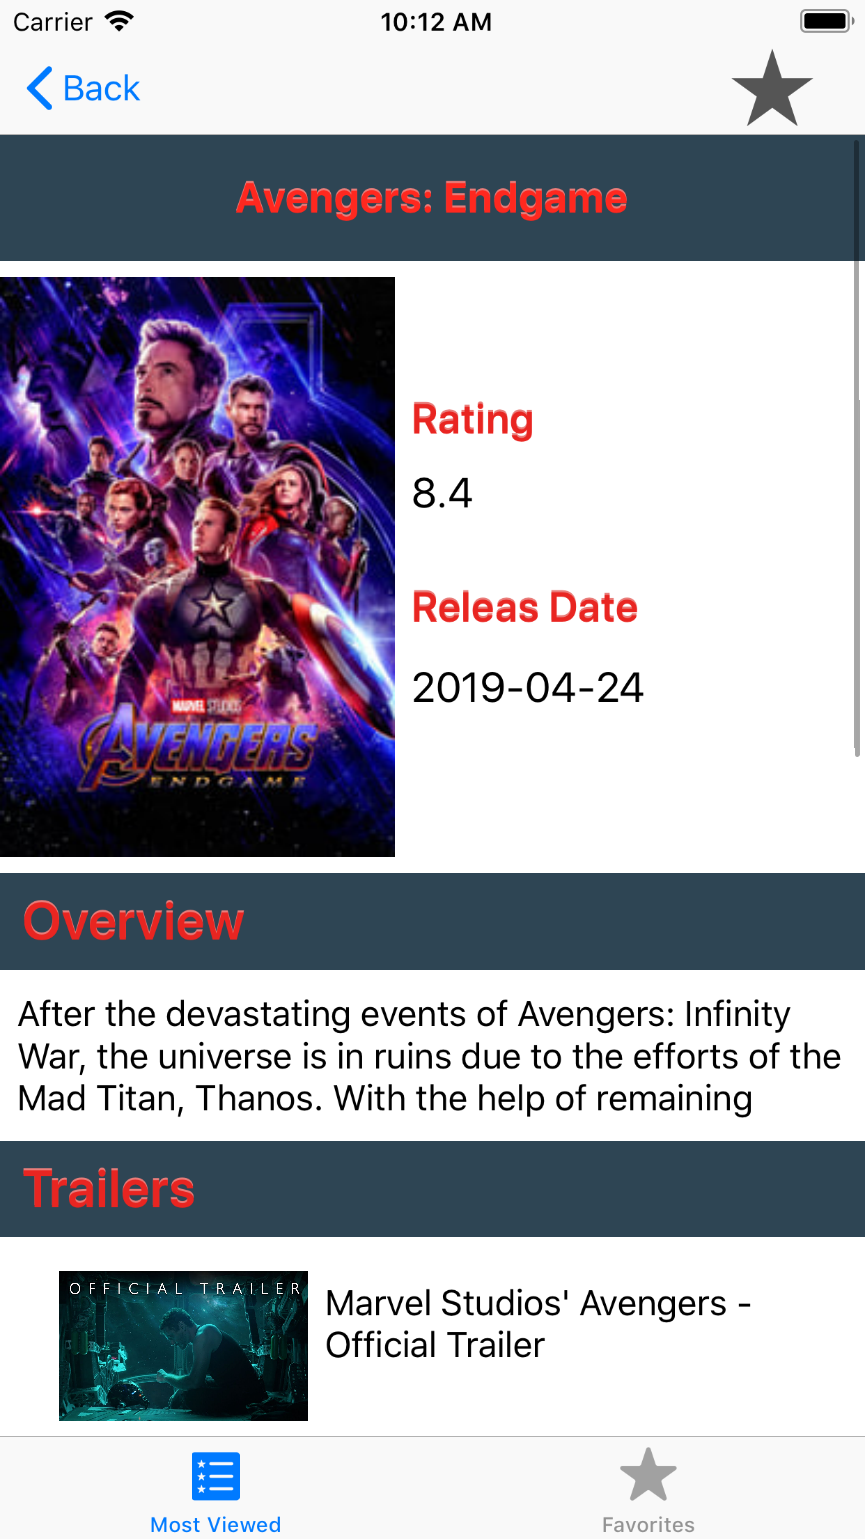 Carrier 10:12 AM
Back
Avengers: Endgame
MARVEL STUDIOS
AVENGERS
ENDGAME
Rating
8.4
Releas Date
2019-04-24
Overview
After the devastating events of Avengers: Infinity
War, the universe is in ruins due to the efforts of the
Mad Titan, Thanos. With the help of remaining
Trailers
OFFICIAL TRAILER
Marvel Studios' Avengers -
Official Trailer
Most Viewed
Favorites